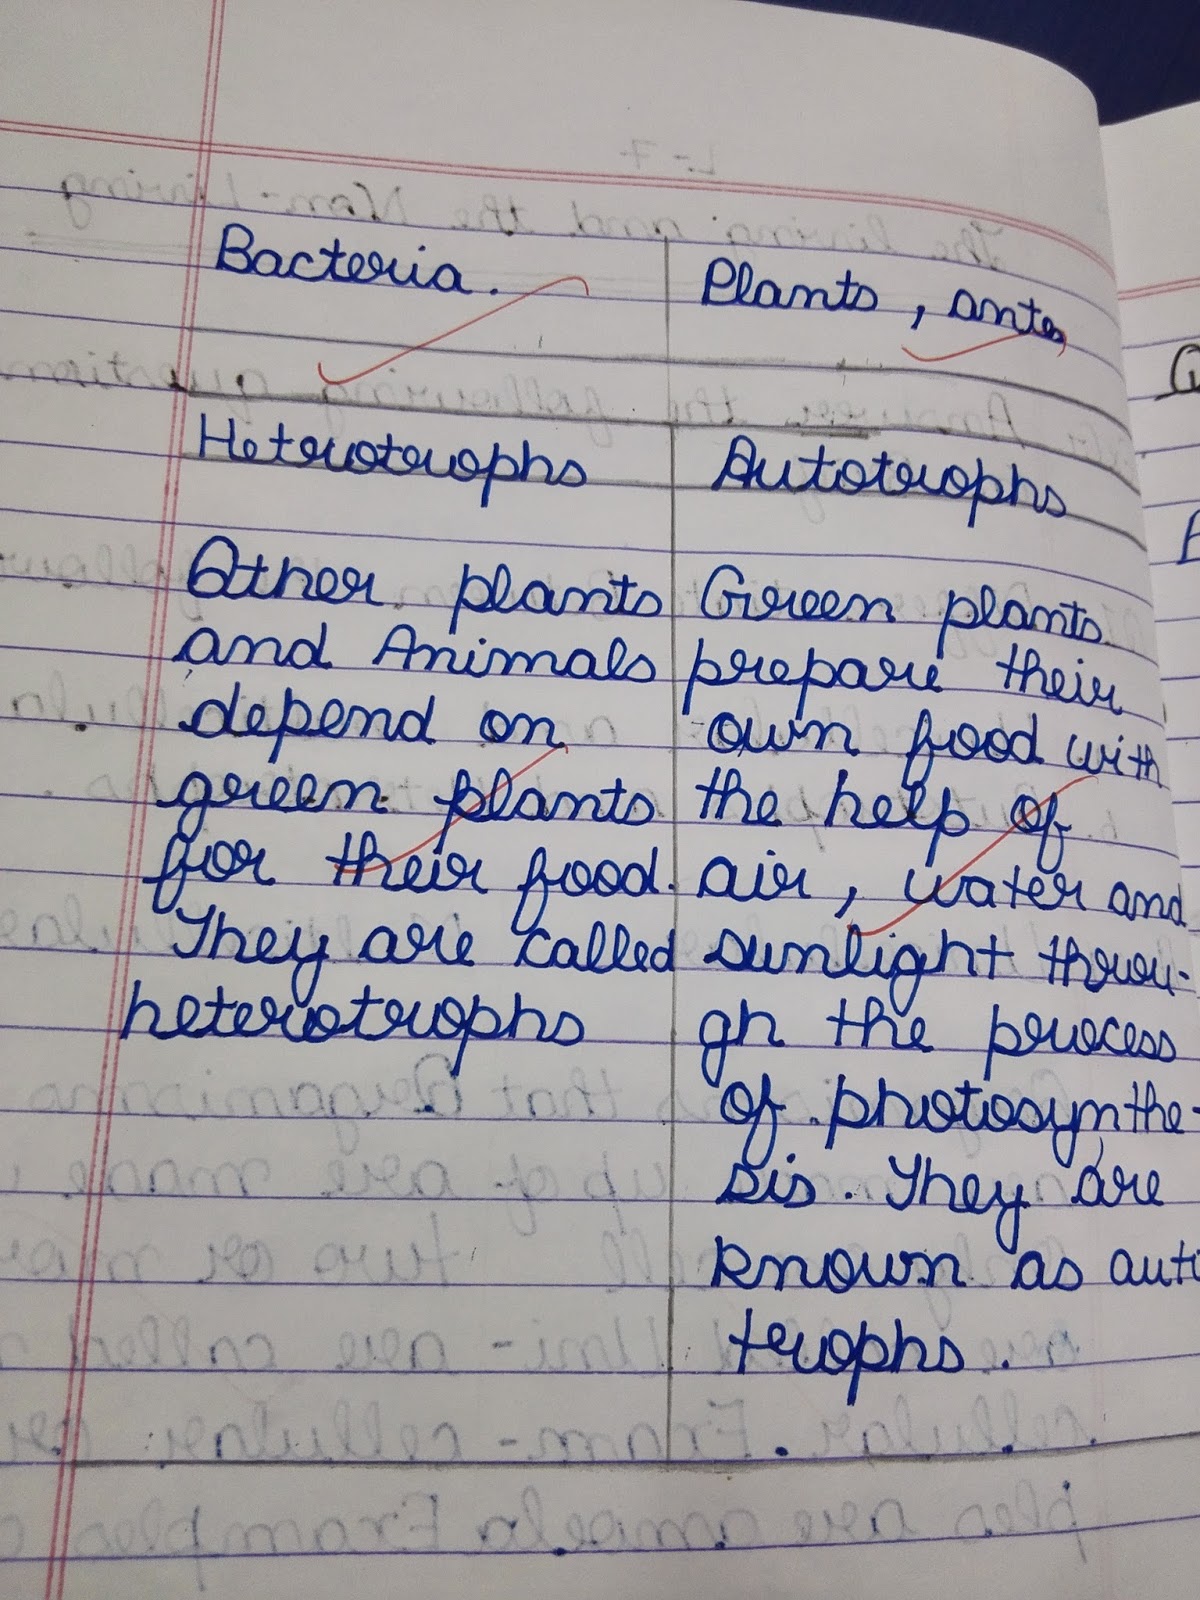 Bacteria.
Plants, ants
Heterotrophs
Other plants
and Animals
depend on
green plants
for their food.
They are called
heterotrophs
Autotrophs
Green plants
prepare their
own food with
the help of
air, water and
sunlight throu-
gh the process
of photosynthe-
sis. They are
known as auti
trophs.